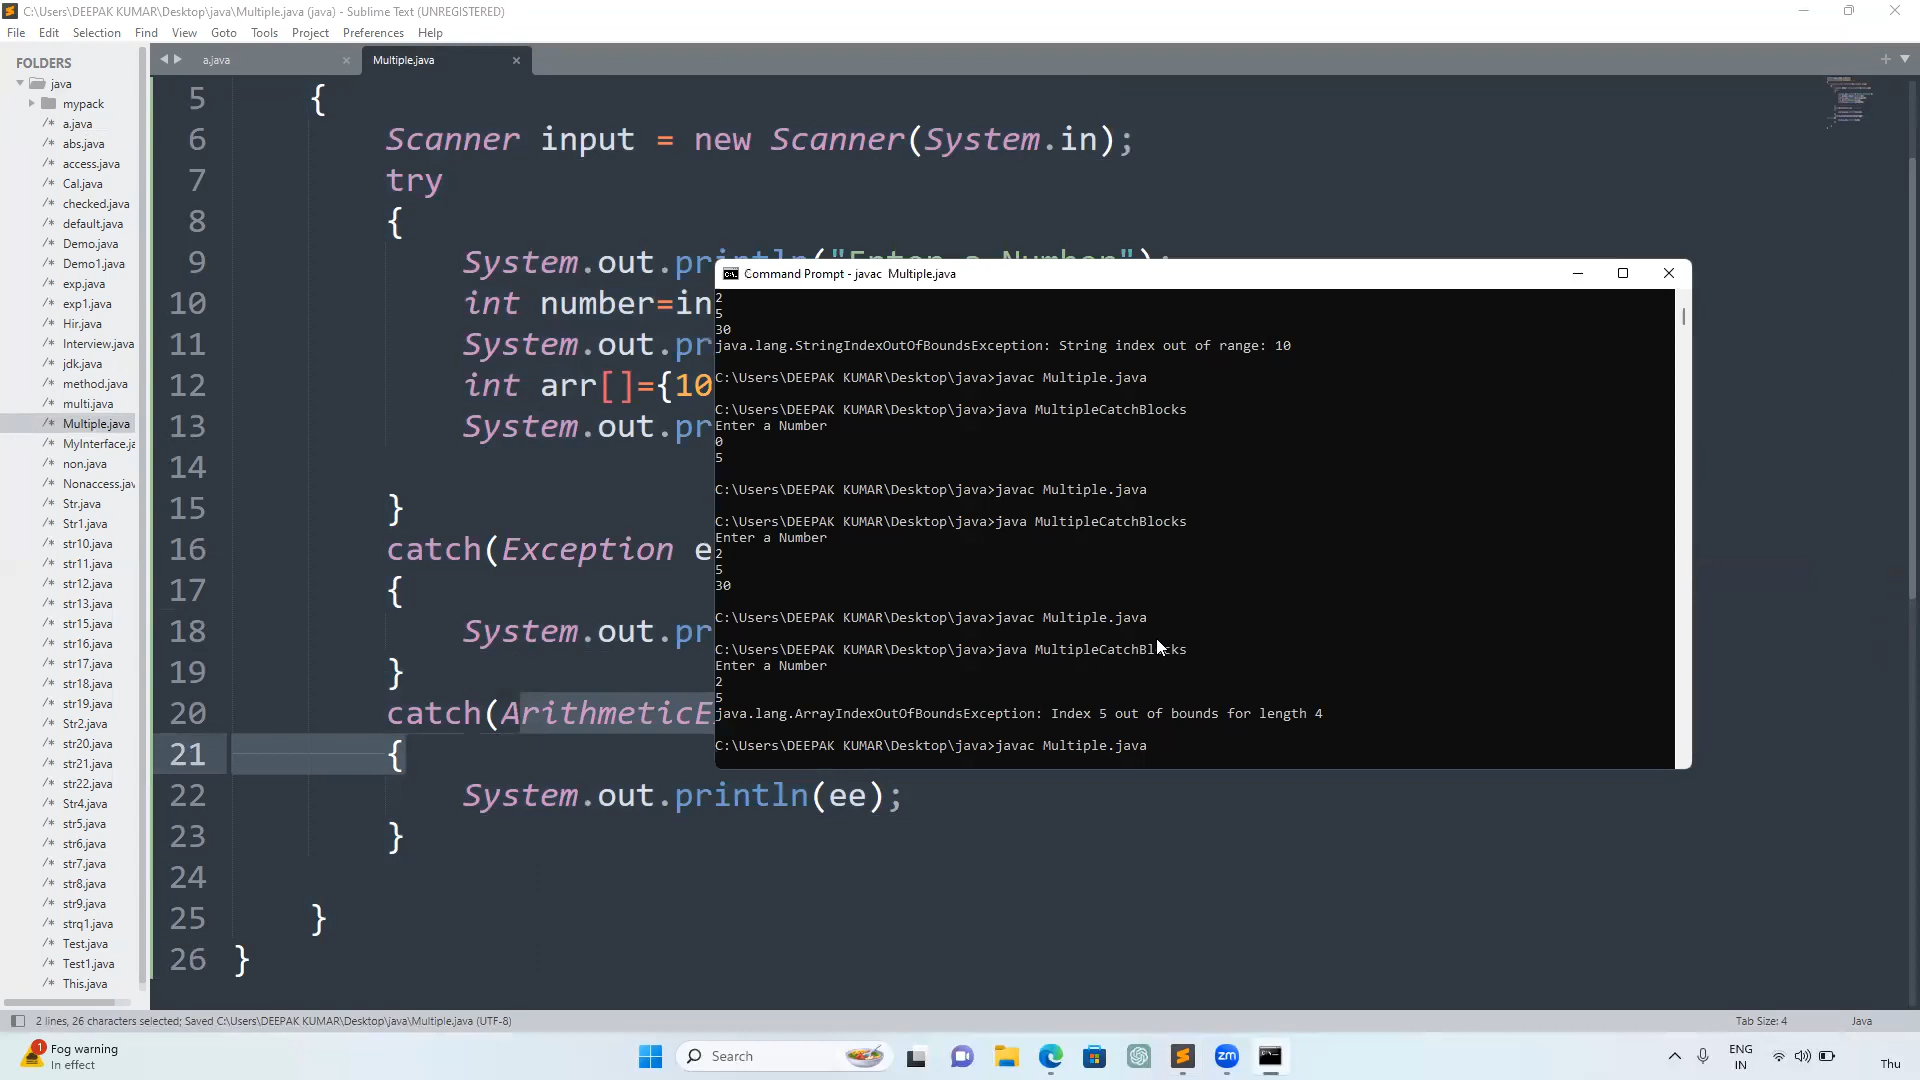 C:\Users\DEEPAK KUMAR\Desktop\java\Multiple.java (java) - Sublime Text (UNREGISTERED)
File Edit Selection Find View Goto Tools Project Preferences Help
FOLDERS
java
mypack
a.java
abs.java
access.java
Cal.java
checked.java
default.java
Demo.java
Demo1.java
exp.java
exp1.java
Hir.java
Interview.java
jdk.java
method.java
multi.java
Multiple.java
MyInterface.ja
non.java
Nonaccess.jav
Str.java
Str1.java
str10.java
str11.java
str12.java
str13.java
str15.java
str16.java
str17.java
str18.java
str19.java
Str2.java
str20.java
str21.java
str22.java
Str4.java
str5.java
str6.java
str7.java
str8.java
str9.java
strq1.java
Test.java
Test1.java
This.java
a.java
Multiple.java
5 {
6 Scanner input = new Scanner(System.in);
7 try
8 {
9 System.out.println("Enter a Number");
10 int number=in
11 System.out.pr
12 int arr[]={10
13 System.out.pr
14
15 }
16 catch(Exception e
17 {
18 System.out.pr
19 }
20 catch(ArithmeticE
21 {
22 System.out.println(ee);
23 }
24
25 }
26 }
Command Prompt - javac Multiple.java
2
5
30
java.lang.StringIndexOutOfBoundsException: String index out of range: 10
C:\Users\DEEPAK KUMAR\Desktop\java>javac Multiple.java
C:\Users\DEEPAK KUMAR\Desktop\java>java MultipleCatchBlocks
Enter a Number
0
5
C:\Users\DEEPAK KUMAR\Desktop\java>javac Multiple.java
C:\Users\DEEPAK KUMAR\Desktop\java>java MultipleCatchBlocks
Enter a Number
2
5
30
C:\Users\DEEPAK KUMAR\Desktop\java>javac Multiple.java
C:\Users\DEEPAK KUMAR\Desktop\java>java MultipleCatchBlocks
Enter a Number
2
5
java.lang.ArrayIndexOutOfBoundsException: Index 5 out of bounds for length 4
C:\Users\DEEPAK KUMAR\Desktop\java>javac Multiple.java
2 lines, 26 characters selected; Saved C:\Users\DEEPAK KUMAR\Desktop\java\Multiple.java (UTF-8)
Tab Size: 4
Java
1
Fog warning
In effect
Search
zm
ENG
IN
Thu